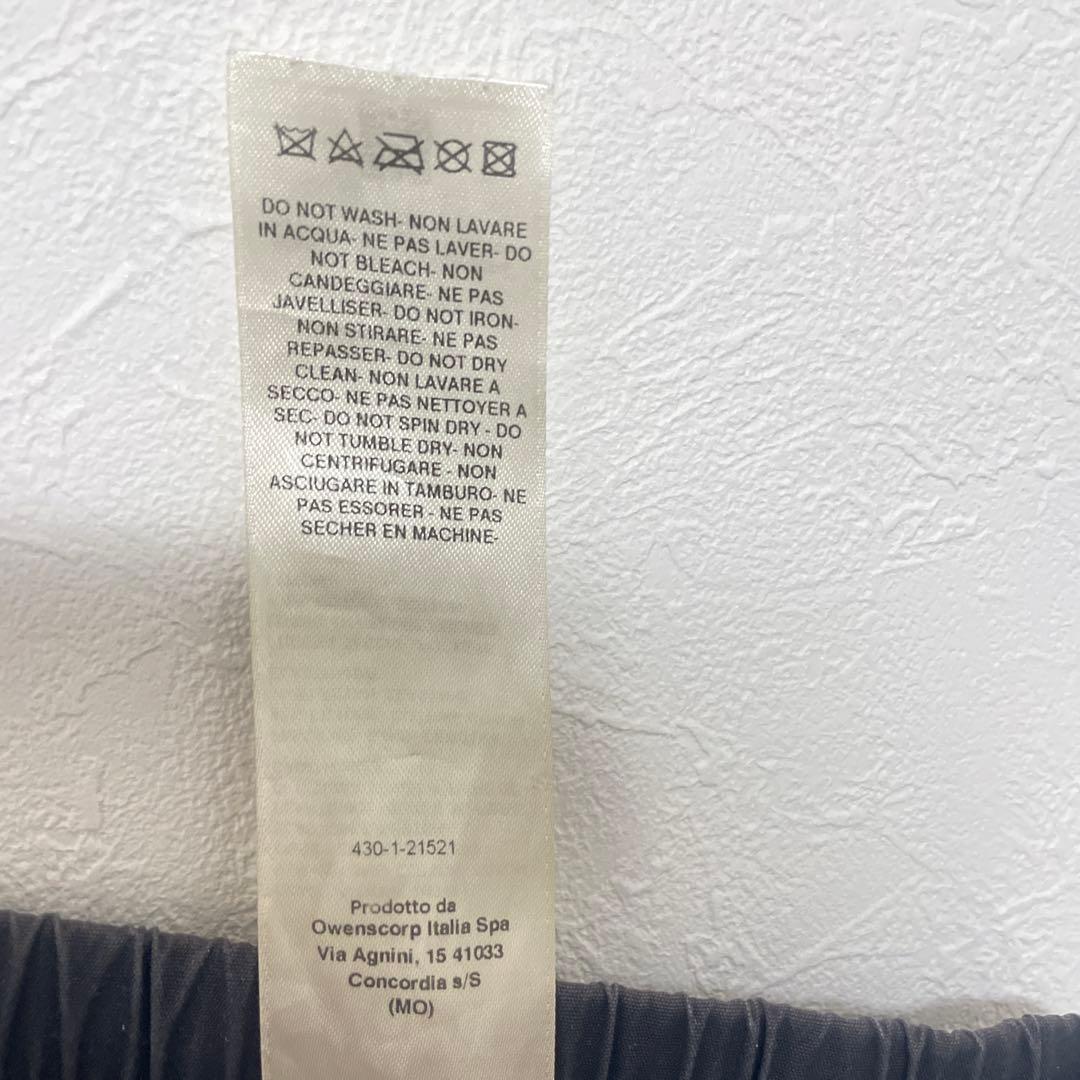 DO NOT WASH- NON LAVARE
IN ACQUA- NE PAS LAVER- DO
NOT BLEACH- NON
CANDEGGIARE- NE PAS
JAVELLISER- DO NOT IRON-
NON STIRARE- NE PAS
REPASSER- DO NOT DRY
CLEAN- NON LAVARE A
SECCO- NE PAS NETTOYER A
SEC- DO NOT SPIN DRY - DO
NOT TUMBLE DRY- NON
CENTRIFUGARE - NON
ASCIUGARE IN TAMBURO- NE
PAS ESSORER - NE PAS
SECHER EN MACHINE-
430-1-21521
Prodotto da
Owenscorp Italia Spa
Via Agnini, 15 41033
Concordia s/S
(MO)